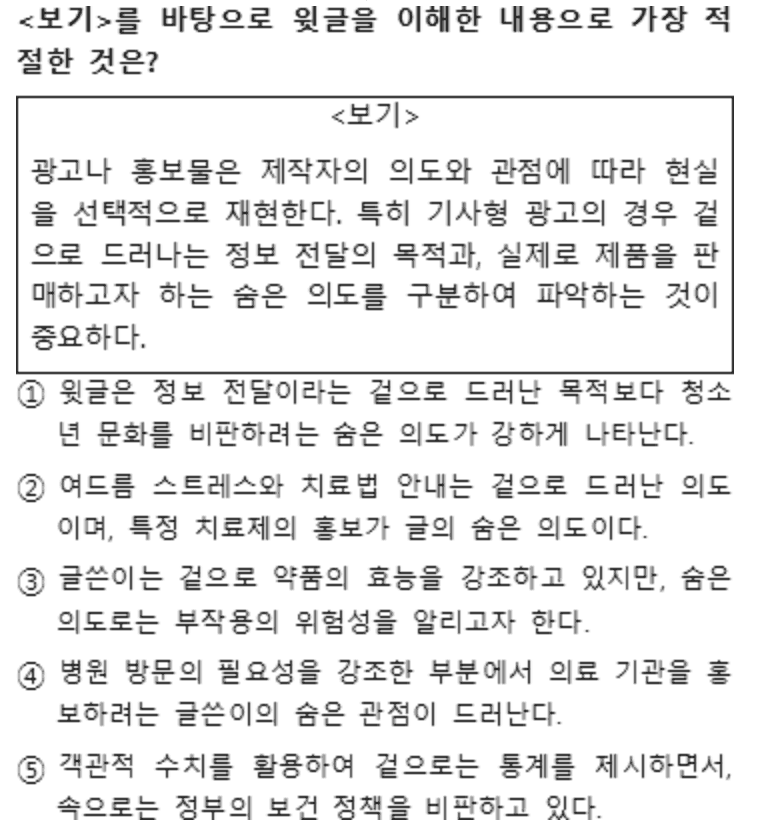 <보기>를 바탕으로 윗글을 이해한 내용으로 가장 적
절한 것은?
<보기>
광고나 홍보물은 제작자의 의도와 관점에 따라 현실
을 선택적으로 재현한다. 특히 기사형 광고의 경우 겉
으로 드러나는 정보 전달의 목적과, 실제로 제품을 판
매하고자 하는 숨은 의도를 구분하여 파악하는 것이
중요하다.
① 윗글은 정보 전달이라는 겉으로 드러난 목적보다 청소
년 문화를 비판하려는 숨은 의도가 강하게 나타난다.
② 여드름 스트레스와 치료법 안내는 겉으로 드러난 의도
이며, 특정 치료제의 홍보가 글의 숨은 의도이다.
③ 글쓴이는 겉으로 약품의 효능을 강조하고 있지만, 숨은
의도로는 부작용의 위험성을 알리고자 한다.
④ 병원 방문의 필요성을 강조한 부분에서 의료 기관을 홍
보하려는 글쓴이의 숨은 관점이 드러난다.
⑤ 객관적 수치를 활용하여 겉으로는 통계를 제시하면서,
속으로는 정부의 보건 정책을 비판하고 있다.